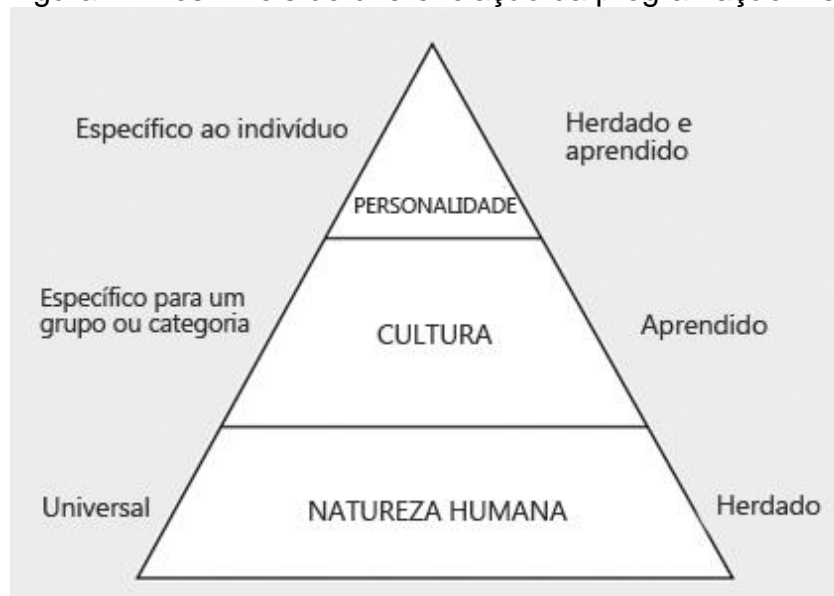 Específico ao indivíduo
Herdado e
aprendido
PERSONALIDADE
Específico para um
grupo ou categoria
CULTURA
Aprendido
Universal
NATUREZA HUMANA
Herdado